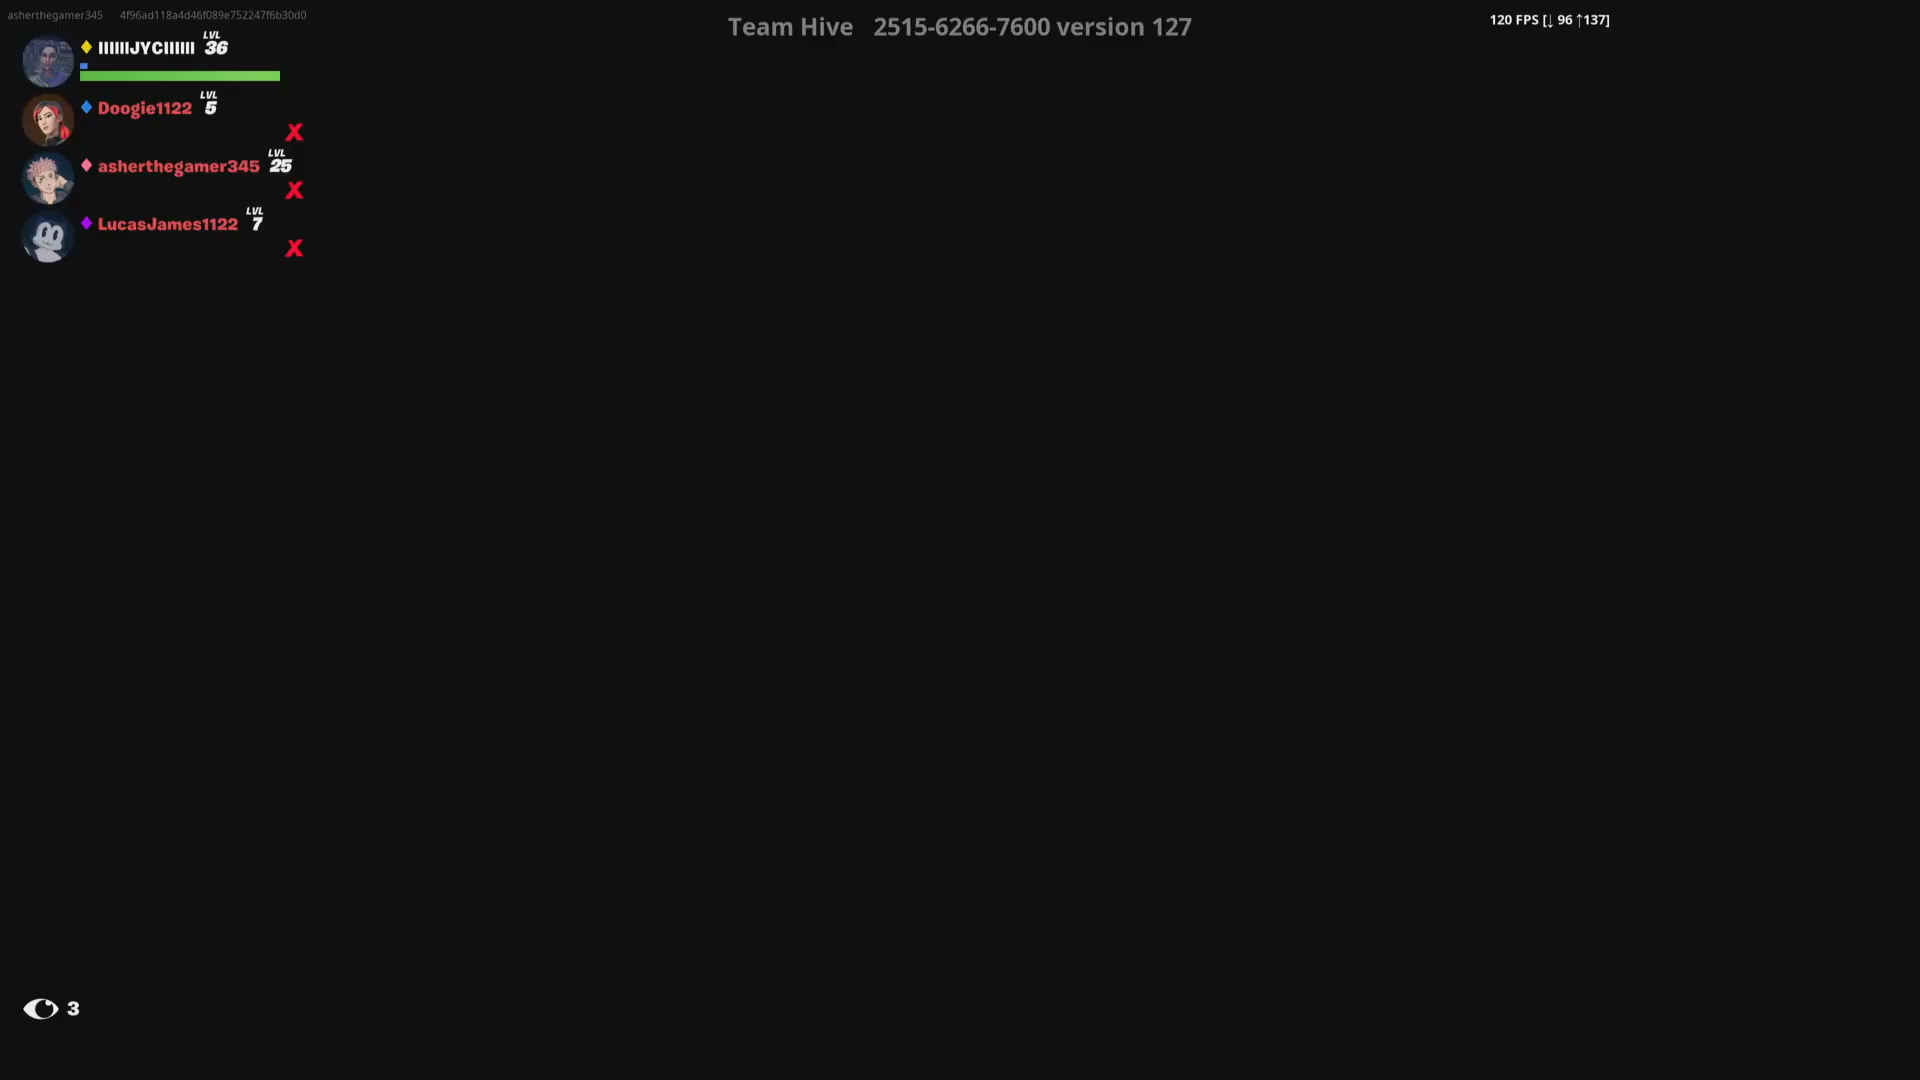 asherthegamer345 4f96ad118a4d46f089e752247f6b30d0
Team Hive 2515-6266-7600 version 127
120 FPS [↓ 96 ↑137]
IIIIIIJYCIIIIII LVL 36
Doogie1122 LVL 5
X
asherthegamer345 LVL 25
X
LucasJames1122 LVL 7
X
3